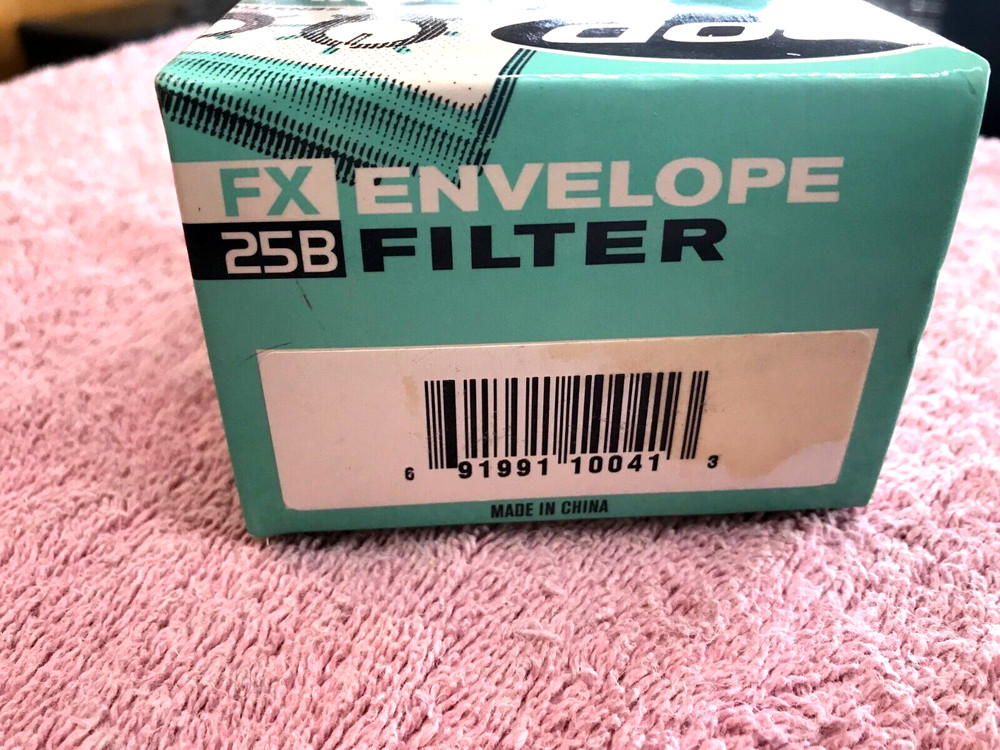 FX ENVELOPE
25B FILTER
6 91991 10041 3
MADE IN CHINA